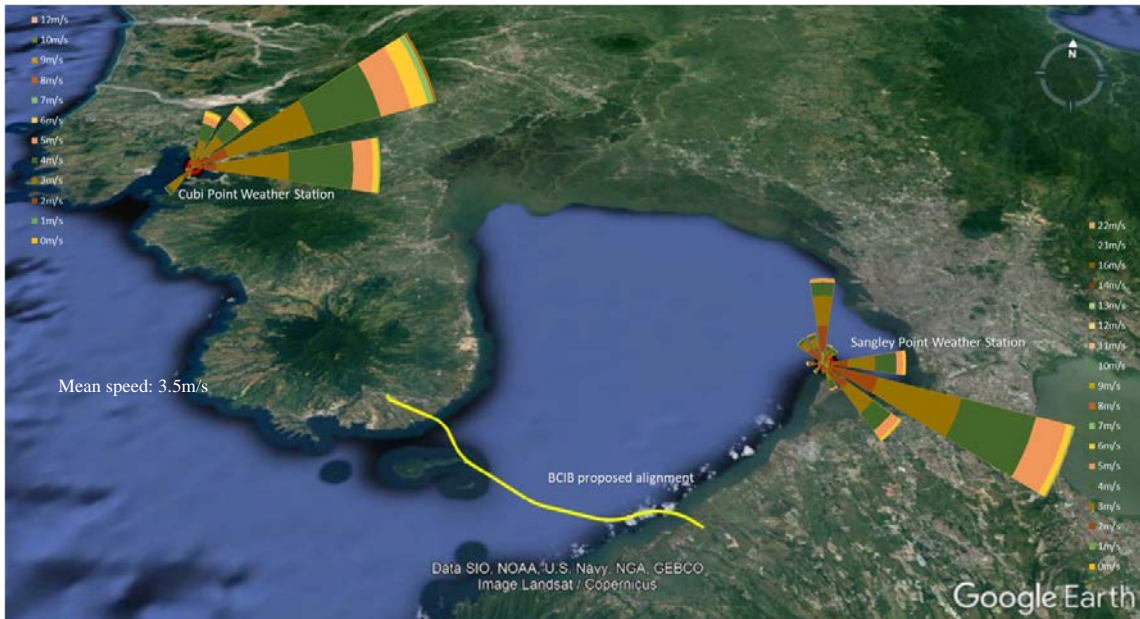 12m/s
10m/s
9m/s
8m/s
7m/s
6m/s
5m/s
4m/s
3m/s
2m/s
1m/s
0m/s
N
Cubi Point Weather Station
Mean speed: 3.5m/s
Sangley Point Weather Station
22m/s
21m/s
16m/s
14m/s
13m/s
12m/s
11m/s
10m/s
9m/s
8m/s
7m/s
6m/s
5m/s
4m/s
3m/s
2m/s
1m/s
0m/s
BCIB proposed alignment
Data SIO, NOAA, U.S. Navy, NGA, GEBCO
Image Landsat / Copernicus
Google Earth